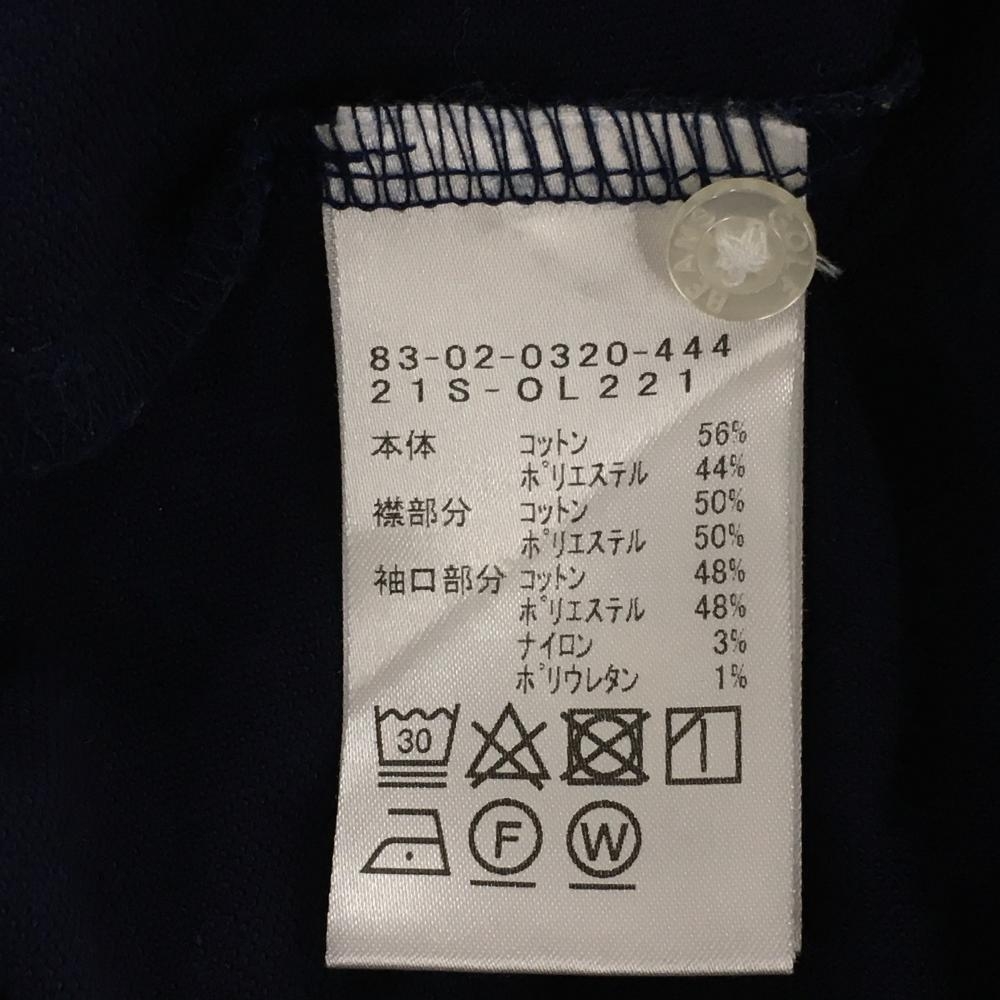 BEAMS GOLF
83-02-0320-444
21S-OL221
本体 コットン 56%
ポリエステル 44%
襟部分 コットン 50%
ポリエステル 50%
袖口部分 コットン 48%
ポリエステル 48%
ナイロン 3%
ポリウレタン 1%
30
F W